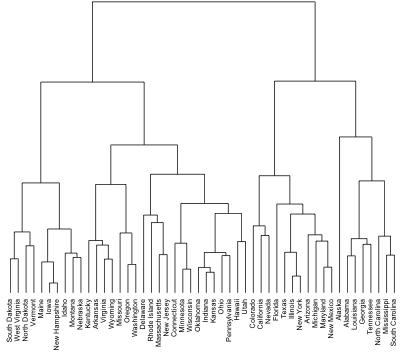 South Dakota
West Virginia
North Dakota
Vermont
Maine
Iowa
New Hampshire
Idaho
Montana
Nebraska
Kentucky
Arkansas
Virginia
Wyoming
Missouri
Oregon
Washington
Delaware
Rhode Island
Massachusetts
New Jersey
Connecticut
Minnesota
Wisconsin
Oklahoma
Indiana
Kansas
Ohio
Pennsylvania
Hawaii
Utah
Colorado
California
Nevada
Florida
Texas
Illinois
New York
Arizona
Michigan
Maryland
New Mexico
Alaska
Alabama
Louisiana
Georgia
Tennessee
North Carolina
Mississippi
South Carolina